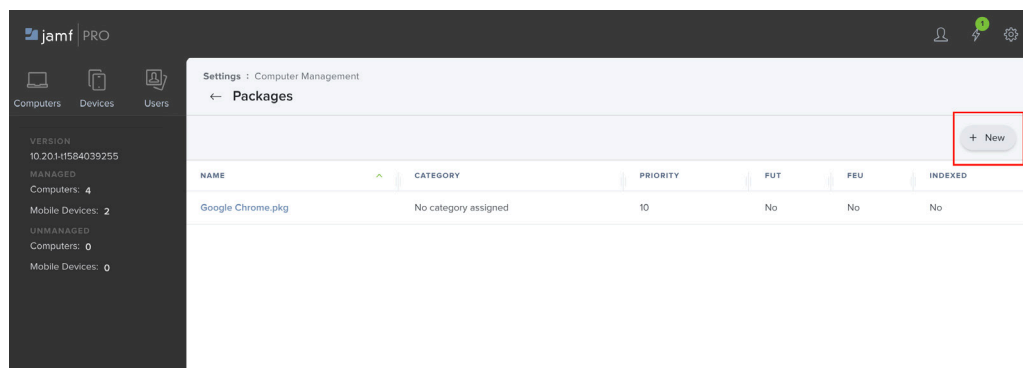 jamf PRO
1
Computers Devices Users
Settings : Computer Management
← Packages
+ New
VERSION
10.20.1-t1584039255
MANAGED
Computers: 4
Mobile Devices: 2
UNMANAGED
Computers: 0
Mobile Devices: 0
NAME CATEGORY PRIORITY FUT FEU INDEXED
Google Chrome.pkg No category assigned 10 No No No